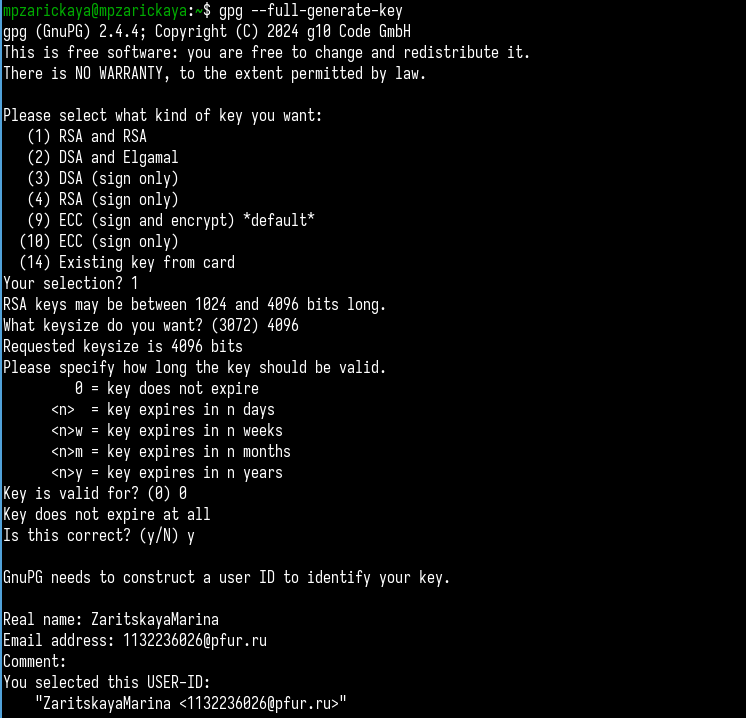 mpzarickaya@mpzarickaya:~$ gpg --full-generate-key
gpg (GnuPG) 2.4.4; Copyright (C) 2024 g10 Code GmbH
This is free software: you are free to change and redistribute it.
There is NO WARRANTY, to the extent permitted by law.

Please select what kind of key you want:
   (1) RSA and RSA
   (2) DSA and Elgamal
   (3) DSA (sign only)
   (4) RSA (sign only)
   (9) ECC (sign and encrypt) *default*
  (10) ECC (sign only)
  (14) Existing key from card
Your selection? 1
RSA keys may be between 1024 and 4096 bits long.
What keysize do you want? (3072) 4096
Requested keysize is 4096 bits
Please specify how long the key should be valid.
         0 = key does not expire
      <n>  = key expires in n days
      <n>w = key expires in n weeks
      <n>m = key expires in n months
      <n>y = key expires in n years
Key is valid for? (0) 0
Key does not expire at all
Is this correct? (y/N) y

GnuPG needs to construct a user ID to identify your key.

Real name: ZaritskayaMarina
Email address: 1132236026@pfur.ru
Comment:
You selected this USER-ID:
    "ZaritskayaMarina <1132236026@pfur.ru>"